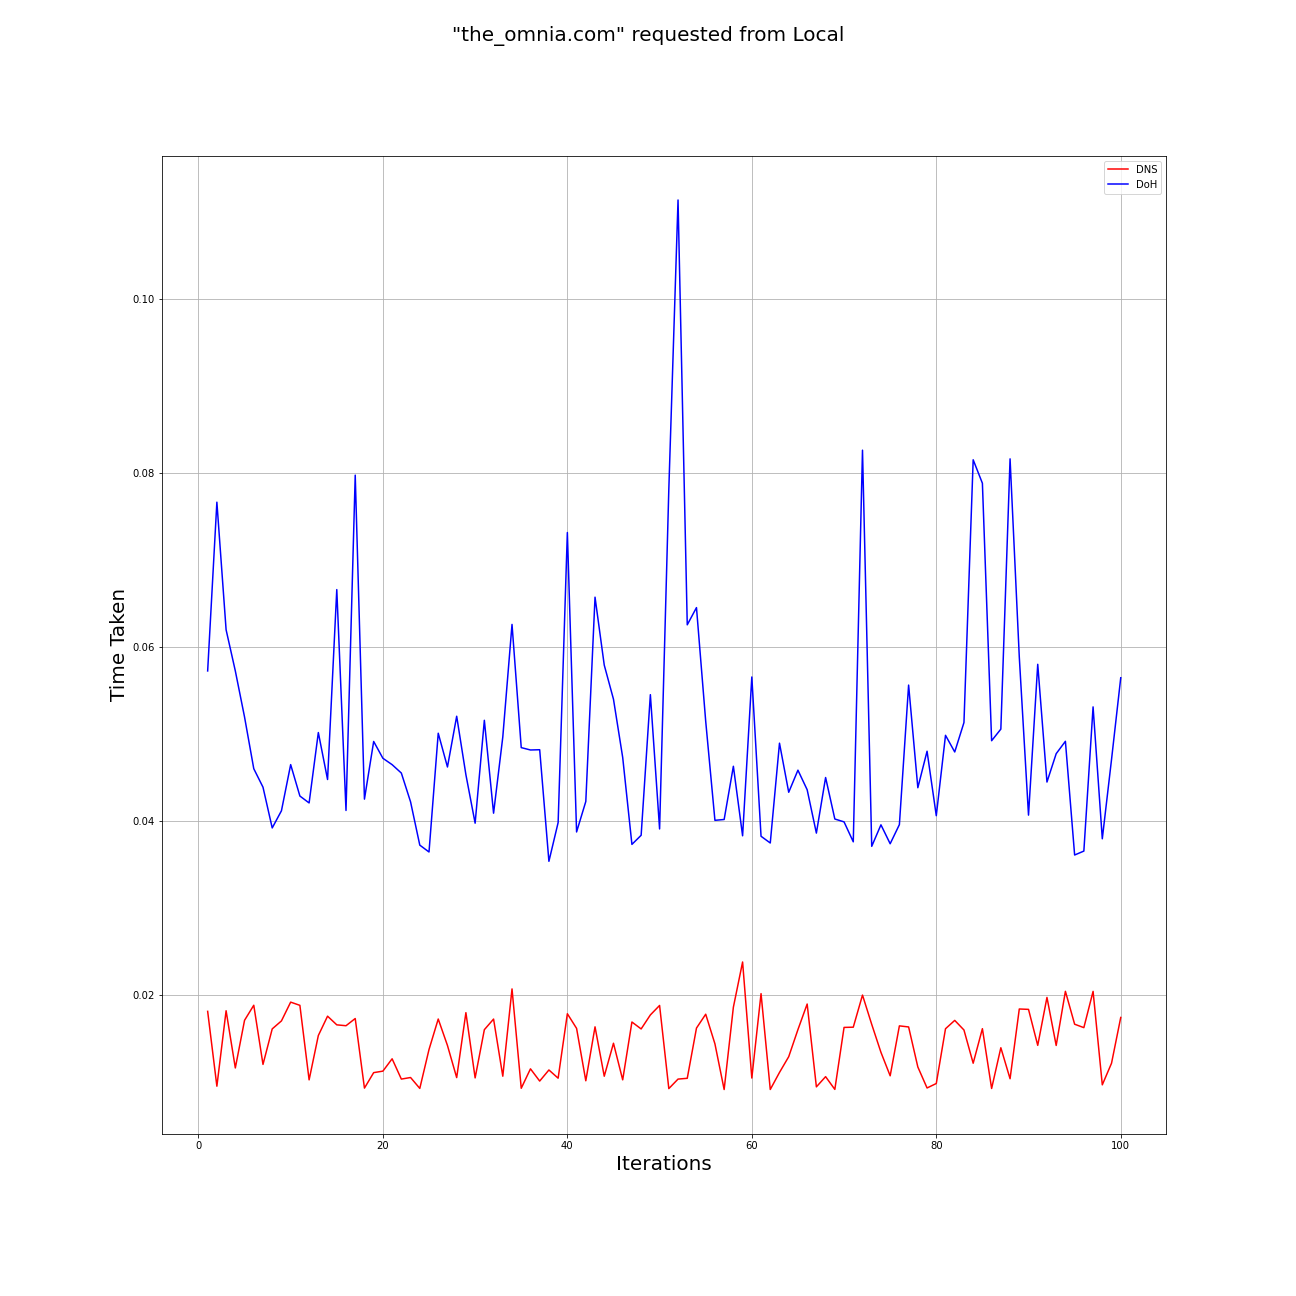 "the_omnia.com" requested from Local
DNS
DoH
0.10
0.08
0.06
0.04
0.02
Time Taken
0 20 40 60 80 100
Iterations